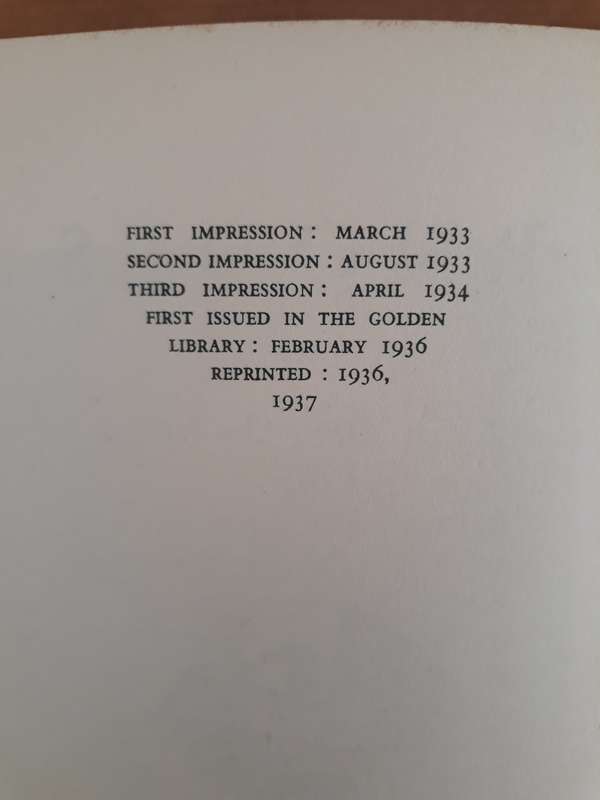 FIRST IMPRESSION: MARCH 1933
SECOND IMPRESSION: AUGUST 1933
THIRD IMPRESSION: APRIL 1934
FIRST ISSUED IN THE GOLDEN
LIBRARY: FEBRUARY 1936
REPRINTED : 1936,
1937